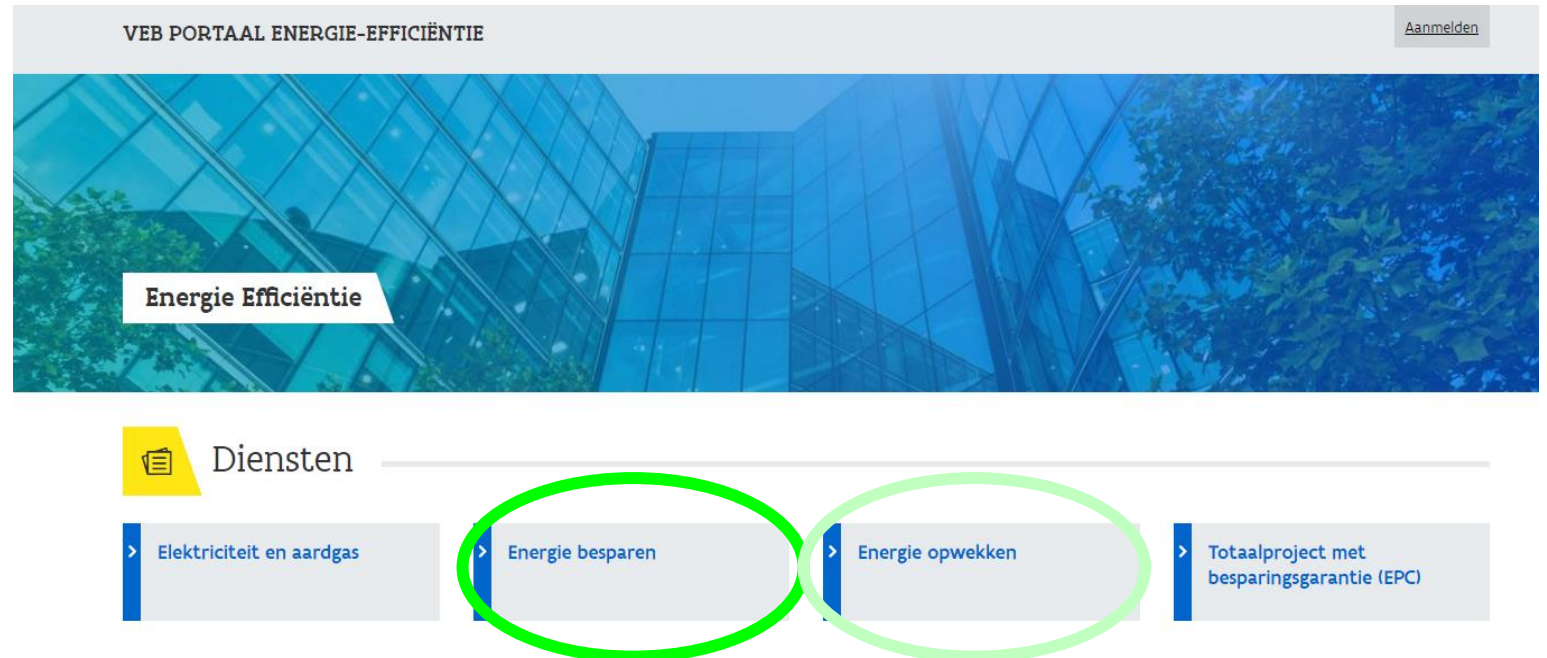 VEB PORTAAL ENERGIE-EFFICIËNTIE
Aanmelden
Energie Efficiëntie
Diensten
Elektriciteit en aardgas
Energie besparen
Energie opwekken
Totaalproject met
besparingsgarantie (EPC)